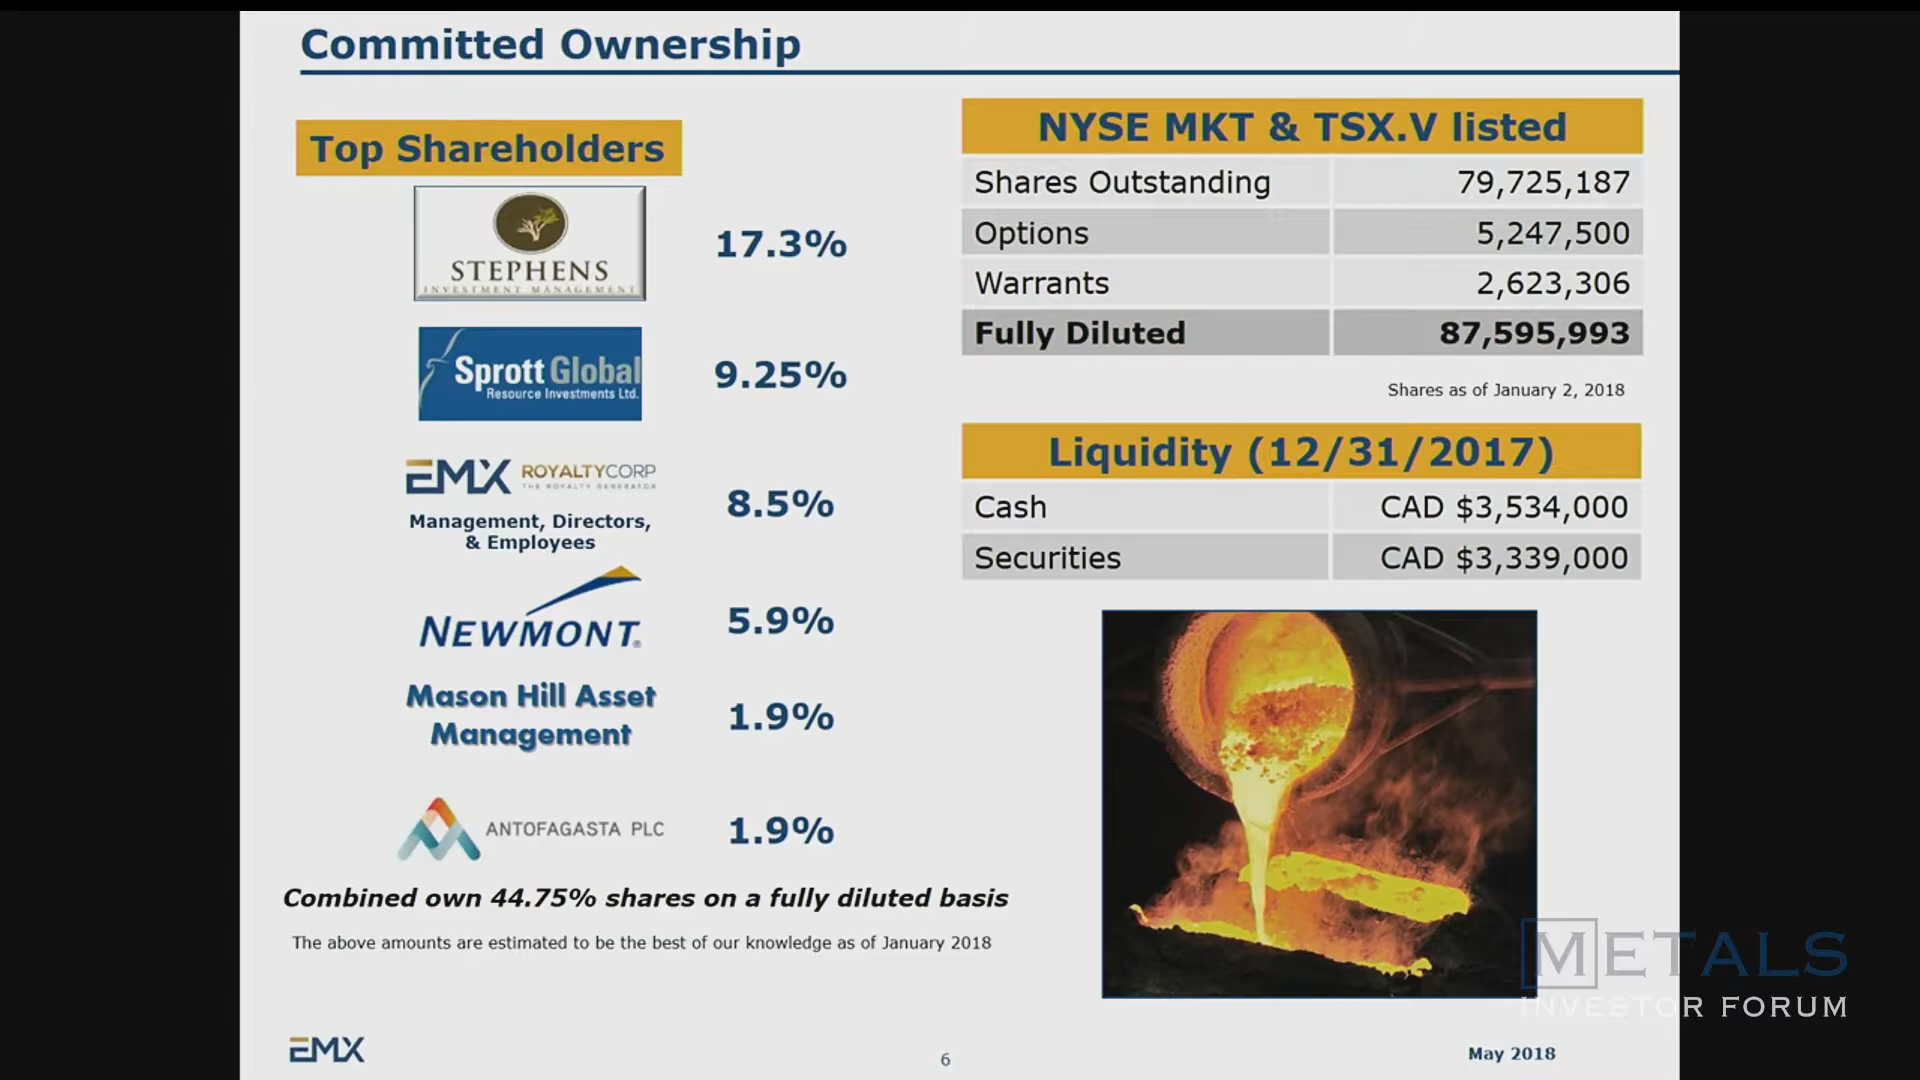 Committed Ownership
Top Shareholders
STEPHENS
INVESTMENT MANAGEMENT
17.3%
Sprott Global
Resource Investments Ltd.
9.25%
EMX ROYALTYCORP
THE ROYALTY GENERATOR
Management, Directors,
& Employees
8.5%
NEWMONT®
5.9%
Mason Hill Asset
Management
1.9%
ANTOFAGASTA PLC
1.9%
Combined own 44.75% shares on a fully diluted basis
The above amounts are estimated to be the best of our knowledge as of January 2018
NYSE MKT & TSX.V listed
Shares Outstanding 79,725,187
Options 5,247,500
Warrants 2,623,306
Fully Diluted 87,595,993
Shares as of January 2, 2018
Liquidity (12/31/2017)
Cash CAD $3,534,000
Securities CAD $3,339,000
METALS
INVESTOR FORUM
EMX
6
May 2018